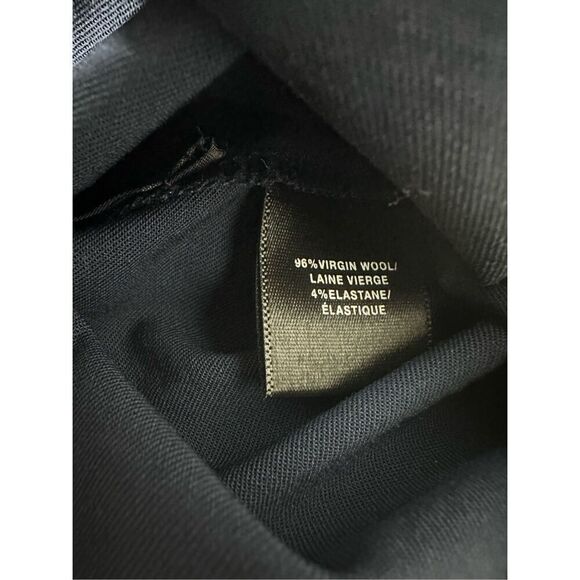 96%VIRGIN WOOL/
LAINE VIERGE
4%ELASTANE/
ÉLASTIQUE